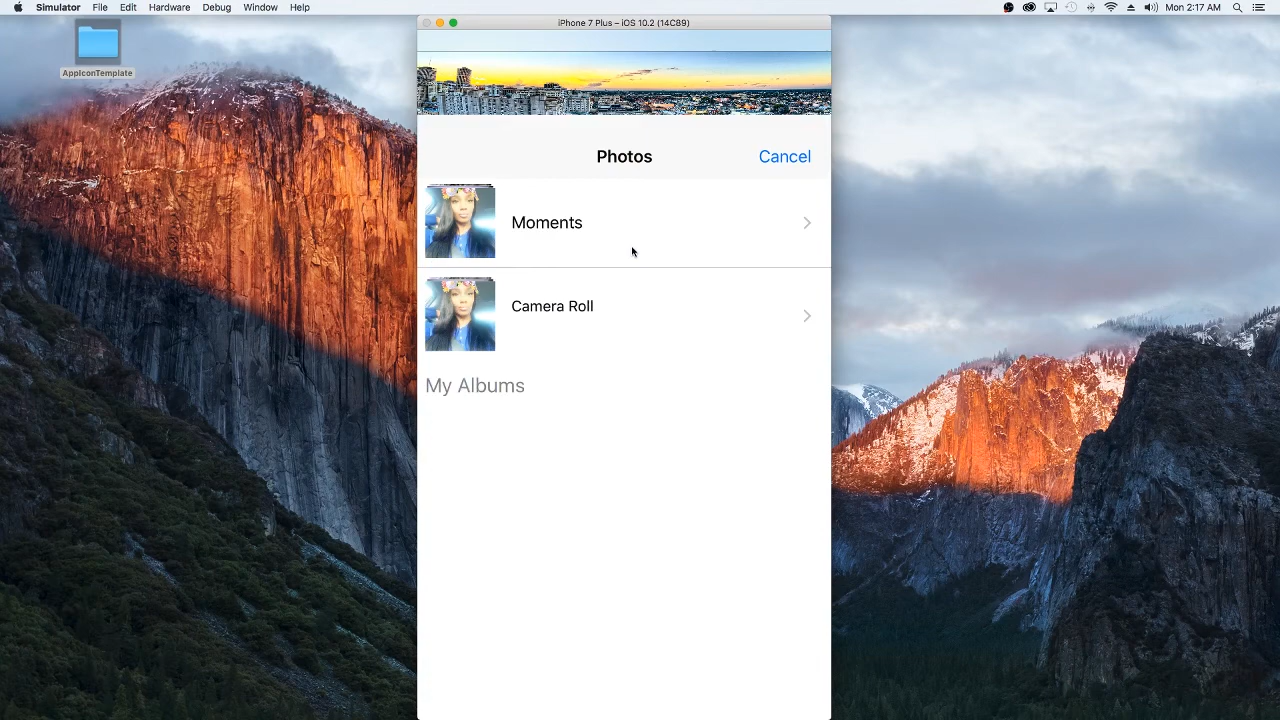 Simulator File Edit Hardware Debug Window Help Mon 2:17 AM
iPhone 7 Plus – iOS 10.2 (14C89)
AppIconTemplate
Photos Cancel
Moments
Camera Roll
My Albums